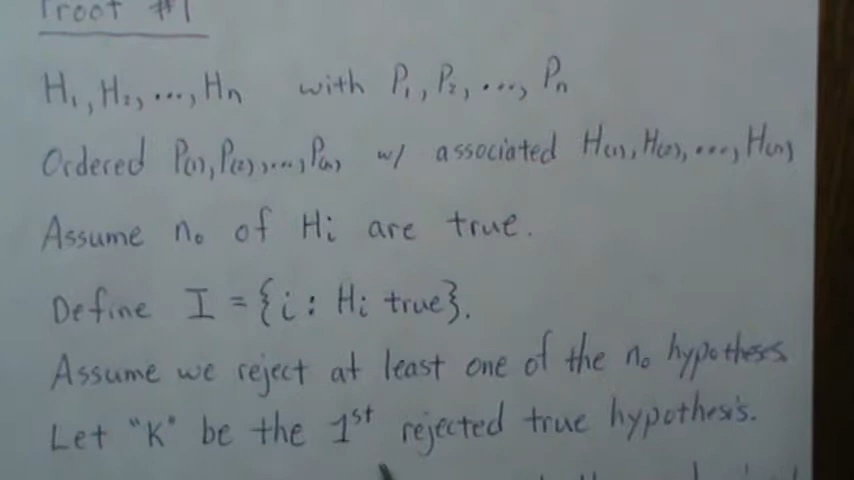 Proof #1
H₁, H₂, ..., Hn with P₁, P₂, ..., Pn
Ordered P(1), P(2), ..., P(n) w/ associated H(1), H(2), ..., H(n)
Assume n₀ of Hi are true.
Define I = {i : Hi true}.
Assume we reject at least one of the n₀ hypotheses.
Let "K" be the 1st rejected true hypothesis.